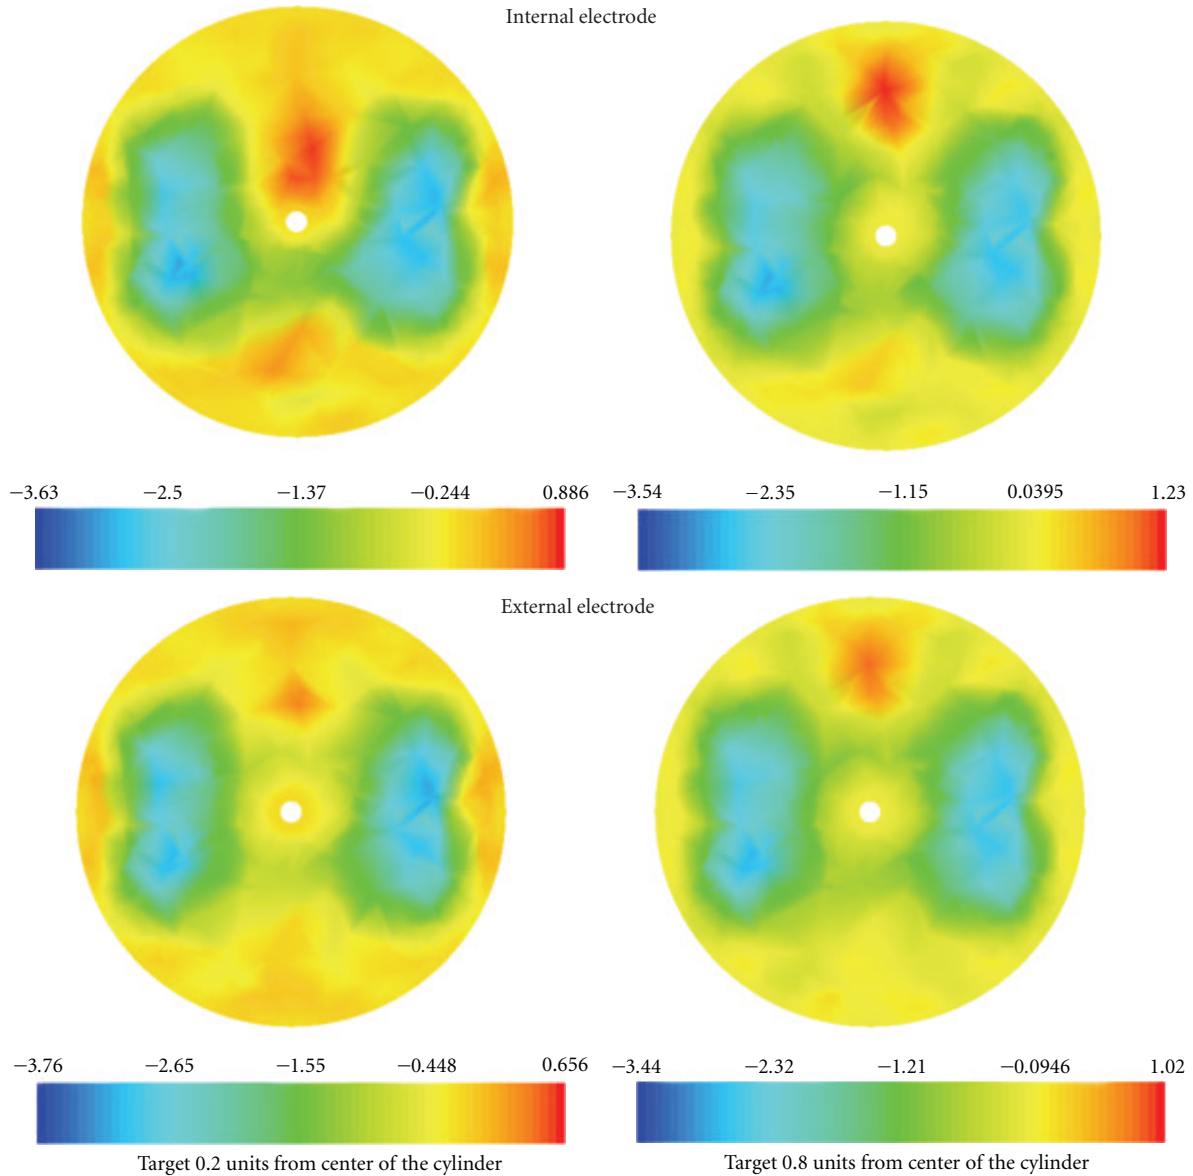 Internal electrode
−3.63 −2.5 −1.37 −0.244 0.886
−3.54 −2.35 −1.15 0.0395 1.23
External electrode
−3.76 −2.65 −1.55 −0.448 0.656
−3.44 −2.32 −1.21 −0.0946 1.02
Target 0.2 units from center of the cylinder
Target 0.8 units from center of the cylinder